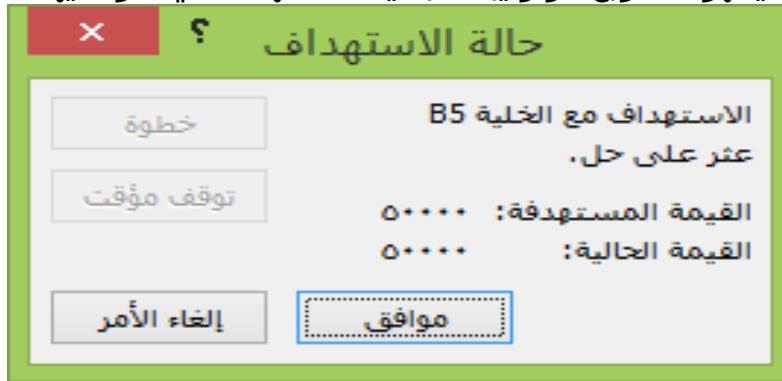 حالة الاستهداف
؟
×
الاستهداف مع الخلية B5
عثر على حل.
القيمة المستهدفة: ٥٠٠٠٠
القيمة الحالية: ٥٠٠٠٠
خطوة
توقف مؤقت
موافق
إلغاء الأمر